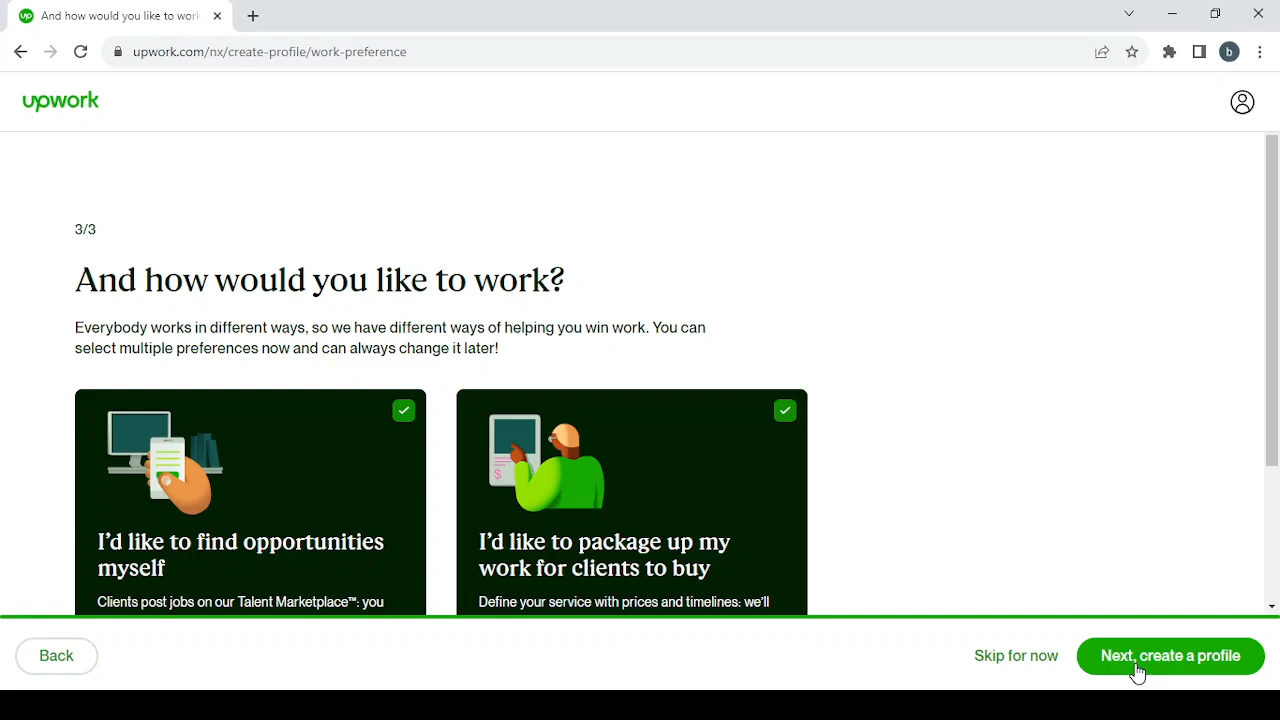 And how would you like to work
upwork.com/nx/create-profile/work-preference
b
upwork
3/3
And how would you like to work?
Everybody works in different ways, so we have different ways of helping you win work. You can
select multiple preferences now and can always change it later!
I'd like to find opportunities
myself
Clients post jobs on our Talent Marketplace™: you
$
I'd like to package up my
work for clients to buy
Define your service with prices and timelines: we'll
Back
Skip for now
Next, create a profile